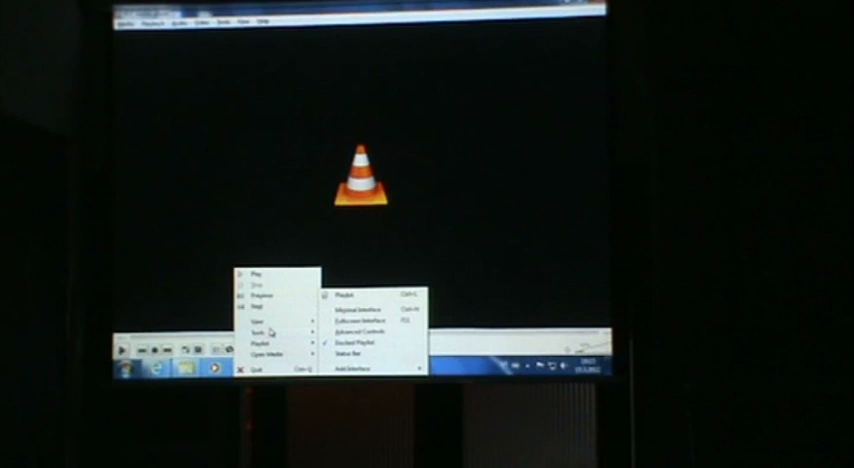 Media Playback Audio Video Tools View Help
Play
Stop
Previous
Next
View
Tools
Playlist
Open Media
Quit Ctrl+Q
Playlist Ctrl+L
Minimal Interface Ctrl+H
Fullscreen Interface F11
Advanced Controls
Docked Playlist
Status Bar
Add Interface